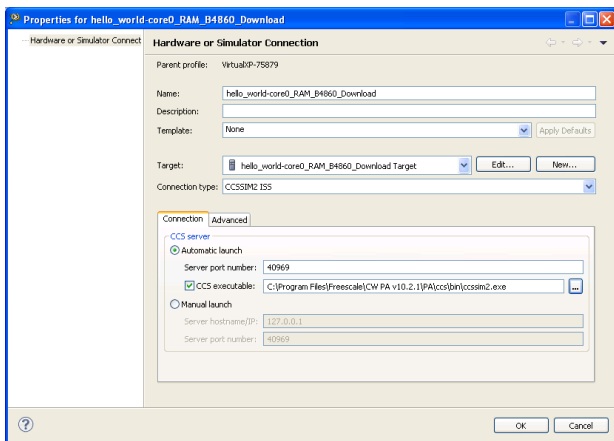 Properties for hello_world-core0_RAM_B4860_Download
Hardware or Simulator Connect
Hardware or Simulator Connection
Parent profile: VirtualXP-75879
Name: hello_world-core0_RAM_B4860_Download
Description:
Template: None Apply Defaults
Target: hello_world-core0_RAM_B4860_Download Target Edit... New...
Connection type: CCSSIM2 ISS
Connection Advanced
CCS server
Automatic launch
Server port number: 40969
CCS executable: C:\Program Files\Freescale\CW PA v10.2.1\PA\ccs\bin\ccssim2.exe ...
Manual launch
Server hostname/IP: 127.0.0.1
Server port number: 40969
? OK Cancel